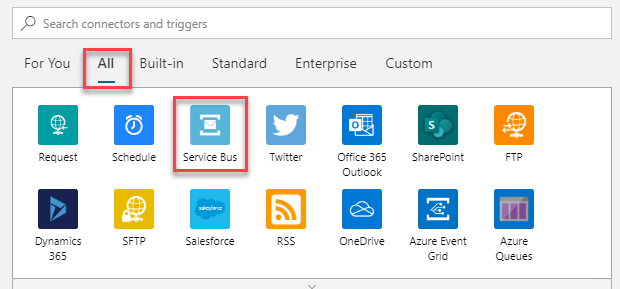 Search connectors and triggers
For You All Built-in Standard Enterprise Custom
Request Schedule Service Bus Twitter Office 365 SharePoint FTP
Outlook
Dynamics SFTP Salesforce RSS OneDrive Azure Event Azure
365 Grid Queues
salesforce